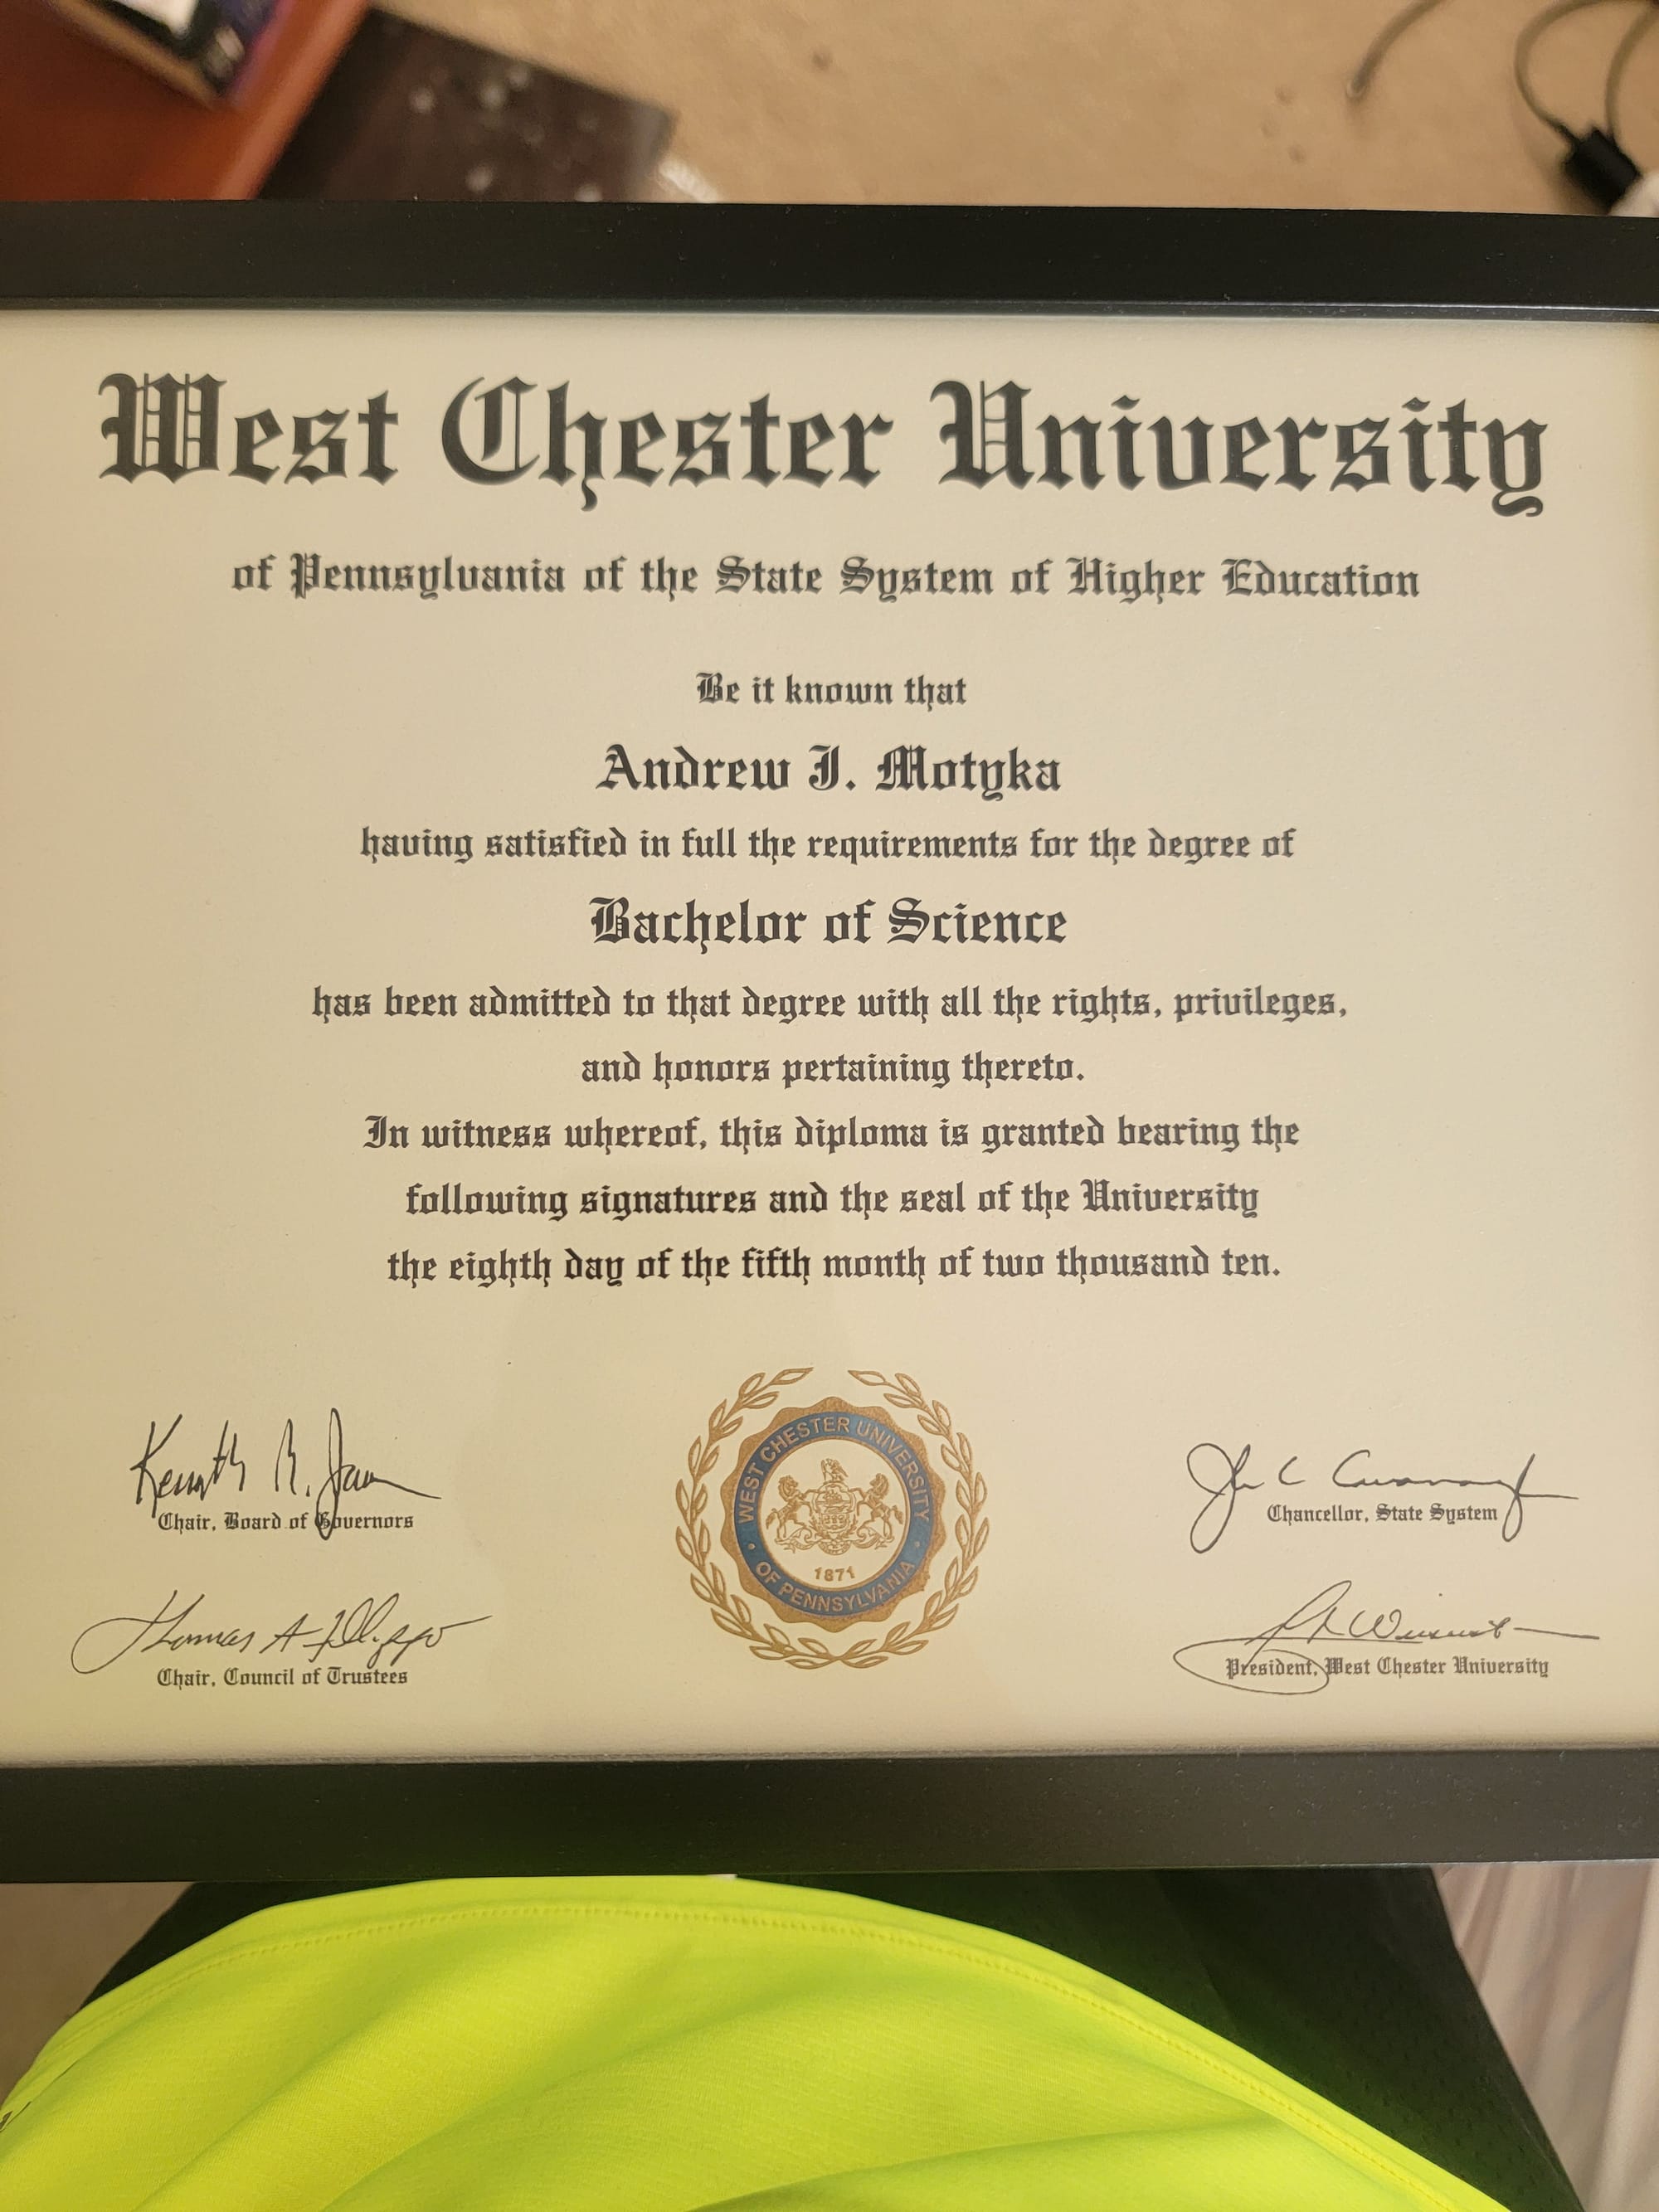 West Chester University
of Pennsylvania of the State System of Higher Education
Be it known that
Andrew J. Motyka
having satisfied in full the requirements for the degree of
Bachelor of Science
has been admitted to that degree with all the rights, privileges,
and honors pertaining thereto.
In witness whereof, this diploma is granted bearing the
following signatures and the seal of the University
the eighth day of the fifth month of two thousand ten.
Kenneth R.
Chair, Board of Governors
John C Cavanaugh
Chancellor, State System
WEST CHESTER UNIVERSITY
1871
OF PENNSYLVANIA
Thomas A. Fillippo
Chair, Council of Trustees
President, West Chester University